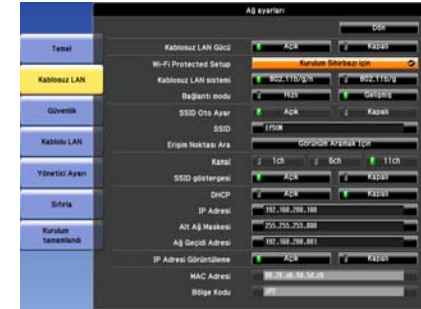 Ağ ayarları
Dön
Temel
Kablosuz LAN
Güvenlik
Kablolu LAN
Yönetici Ayarı
Sıfırla
Kurulum tamamlandı
Kablosuz LAN Gücü Açık Kapalı
Wi-Fi Protected Setup Kurulum Sihirbazı için
Kablosuz LAN sistemi 802.11b/g/n 802.11b/g
Bağlantı modu Hızlı Gelişmiş
SSID Oto Ayar Açık Kapalı
SSID EPSON
Erişim Noktası Ara Görünüm Aramak İçin
Kanal 1ch 6ch 11ch
SSID göstergesi Açık Kapalı
DHCP Açık Kapalı
IP Adresi 192.168.200.100
Alt Ağ Maskesi 255.255.255.000
Ağ Geçidi Adresi 192.168.200.001
IP Adresi Görüntüleme Açık Kapalı
MAC Adresi
Bölge Kodu